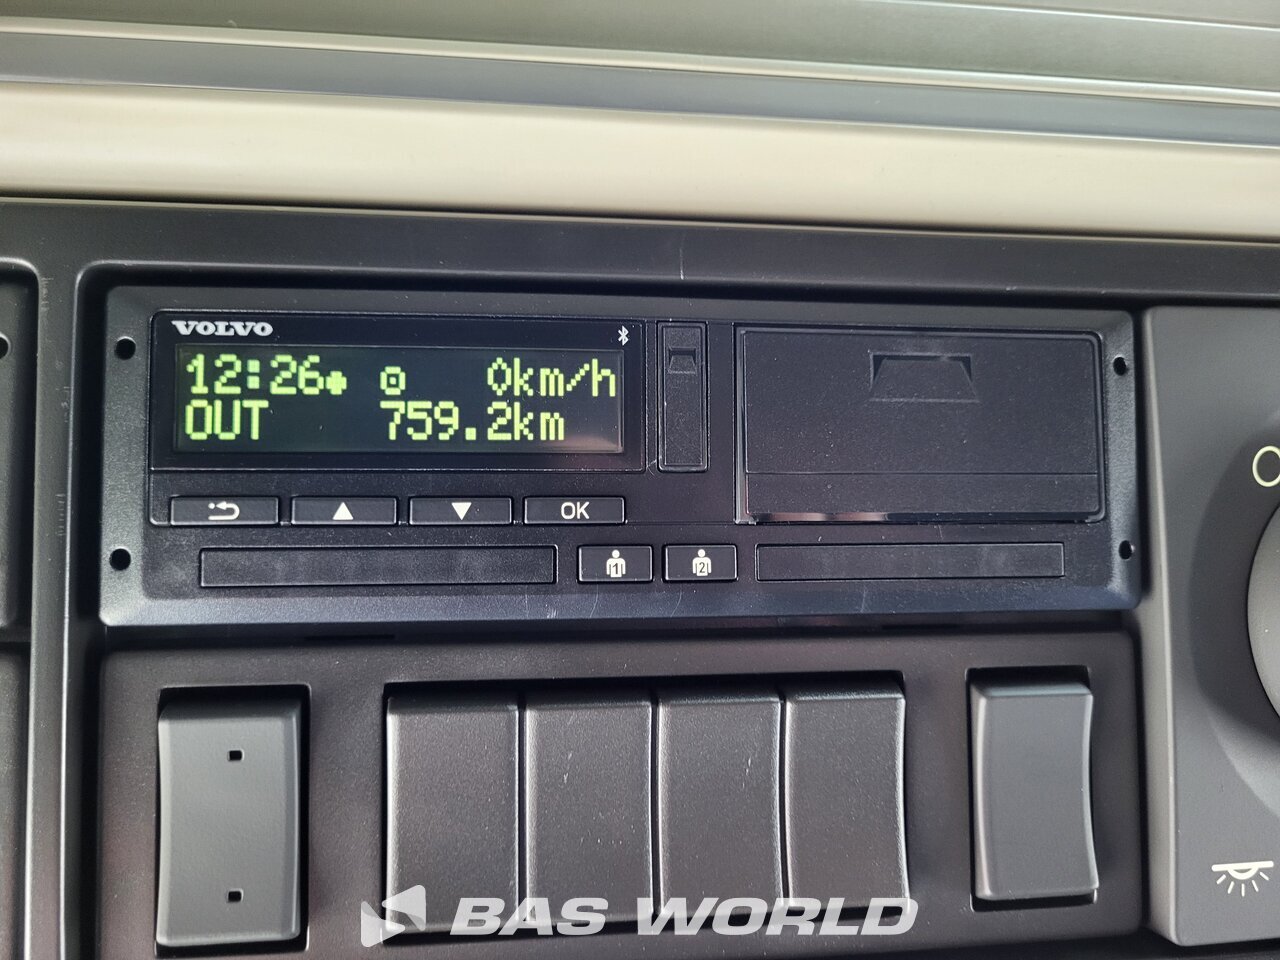 VOLVO
12:26 0km/h
OUT 759.2km
OK
1 2
BAS WORLD